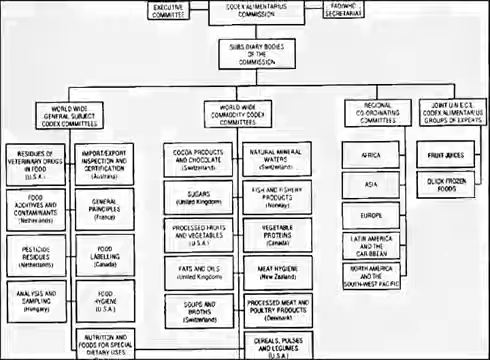 EXECUTIVE
COMMITTEE
CODEX ALIMENTARIUS
COMMISSION
FAO/WHO
SECRETARIAT
SUBSIDIARY BODIES
OF THE
COMMISSION
WORLD WIDE
GENERAL SUBJECT
CODEX COMMITTEES
WORLD WIDE
COMMODITY CODEX
COMMITTEES
REGIONAL
CO-ORDINATING
COMMITTEES
JOINT U.N.E.C.E.
CODEX ALIMENTARIUS
GROUPS OF EXPERTS
RESIDUES OF
VETERINARY DRUGS
IN FOOD
(U.S.A.)
IMPORT/EXPORT
INSPECTION AND
CERTIFICATION
(Australia)
COCOA PRODUCTS
AND CHOCOLATE
(Switzerland)
NATURAL MINERAL
WATERS
(Switzerland)
AFRICA
FRUIT JUICES
FOOD
ADDITIVES AND
CONTAMINANTS
(Netherlands)
GENERAL
PRINCIPLES
(France)
SUGARS
(United Kingdom)
FISH AND FISHERY
PRODUCTS
(Norway)
ASIA
QUICK FROZEN
FOODS
PESTICIDE
RESIDUES
(Netherlands)
FOOD
LABELLING
(Canada)
PROCESSED FRUITS
AND VEGETABLES
(U.S.A.)
VEGETABLE
PROTEINS
(Canada)
EUROPE
ANALYSIS AND
SAMPLING
(Hungary)
FOOD
HYGIENE
(U.S.A.)
FATS AND OILS
(United Kingdom)
MEAT HYGIENE
(New Zealand)
LATIN AMERICA
AND THE
CARIBBEAN
SOUPS AND
BROTHS
(Switzerland)
PROCESSED MEAT AND
POULTRY PRODUCTS
(Denmark)
NORTH AMERICA
AND THE
SOUTH-WEST PACIFIC
NUTRITION AND
FOODS FOR SPECIAL
DIETARY USES
CEREALS, PULSES
AND LEGUMES
(U.S.A.)